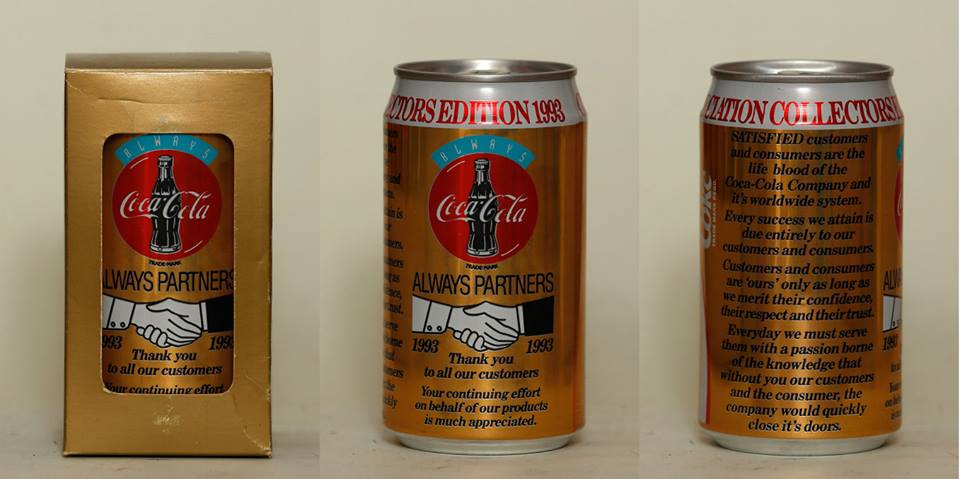 ALWAYS
Coca-Cola
TRADE MARK
LWAYS PARTNERS
993 1993
Thank you
to all our customers
Your continuing effort
CTORS EDITION 1993
ALWAYS
Coca-Cola
TRADE MARK
ALWAYS PARTNERS
1993 1993
Thank you
to all our customers
Your continuing effort
on behalf of our products
is much appreciated.
CIATION COLLECTORS
SATISFIED customers
and consumers are the
life blood of the
Coca-Cola Company and
it's worldwide system.
Every success we attain is
due entirely to our
customers and consumers.
Customers and consumers
are 'ours' only as long as
we merit their confidence,
their respect and their trust.
Everyday we must serve
them with a passion borne
of the knowledge that
without you our customers
and the consumer, the
company would quickly
close it's doors.
COKE